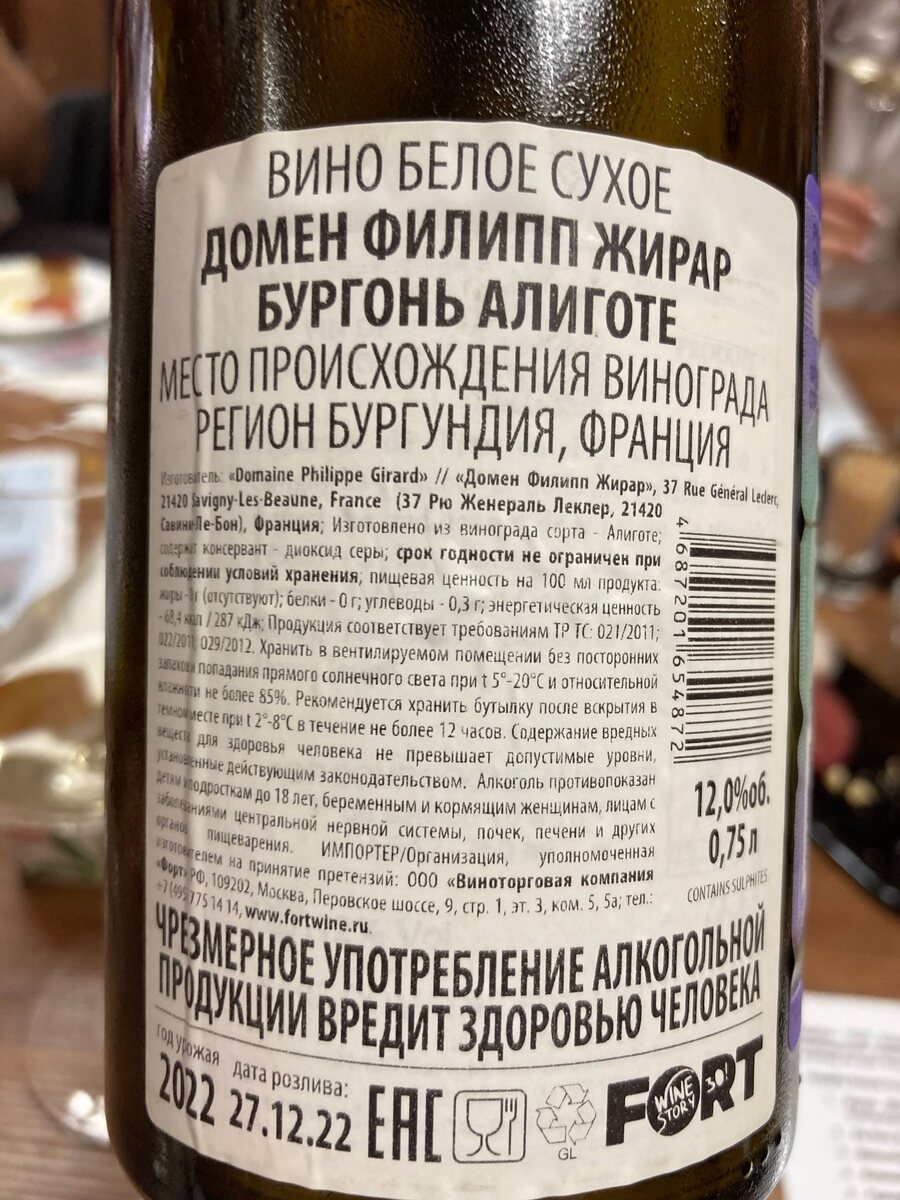 ВИНО БЕЛОЕ СУХОЕ
ДОМЕН ФИЛИПП ЖИРАР
БУРГОНЬ АЛИГОТЕ
МЕСТО ПРОИСХОЖДЕНИЯ ВИНОГРАДА
РЕГИОН БУРГУНДИЯ, ФРАНЦИЯ
Изготовитель: «Domaine Philippe Girard» // «Домен Филипп Жирар», 37 Rue Général Leclerc,
21420 Savigny-Les-Beaune, France (37 Рю Женераль Леклер, 21420
Савиньи-Ле-Бон), Франция; Изготовлено из винограда сорта - Алиготе;
содержит консервант - диоксид серы; срок годности не ограничен при
соблюдении условий хранения; пищевая ценность на 100 мл продукта:
жиры - 0 г (отсутствуют); белки - 0 г; углеводы - 0,3 г; энергетическая ценность
- 68,4 ккал / 287 кДж; Продукция соответствует требованиям ТР ТС: 021/2011;
022/2011; 029/2012. Хранить в вентилируемом помещении без посторонних
запахов и попадания прямого солнечного света при t 5°-20°C и относительной
влажности не более 85%. Рекомендуется хранить бутылку после вскрытия в
темном месте при t 2°-8°C в течение не более 12 часов. Содержание вредных
веществ для здоровья человека не превышает допустимые уровни,
установленные действующим законодательством. Алкоголь противопоказан
детям и подросткам до 18 лет, беременным и кормящим женщинам, лицам с
заболеваниями центральной нервной системы, почек, печени и других
органов пищеварения. ИМПОРТЕР/Организация, уполномоченная
изготовителем на принятие претензий: ООО «Виноторговая компания
«Форт» РФ, 109202, Москва, Перовское шоссе, 9, стр. 1, эт. 3, ком. 5, 5а; тел.:
+7 (499) 775 14 14, www.fortwine.ru.
4 687201 654872
12,0%об.
0,75 л
CONTAINS SULPHITES
ЧРЕЗМЕРНОЕ УПОТРЕБЛЕНИЕ АЛКОГОЛЬНОЙ
ПРОДУКЦИИ ВРЕДИТ ЗДОРОВЬЮ ЧЕЛОВЕКА
год урожая дата розлива:
2022 27.12.22
EAC
GL
FORT
WINE
STORY
30!